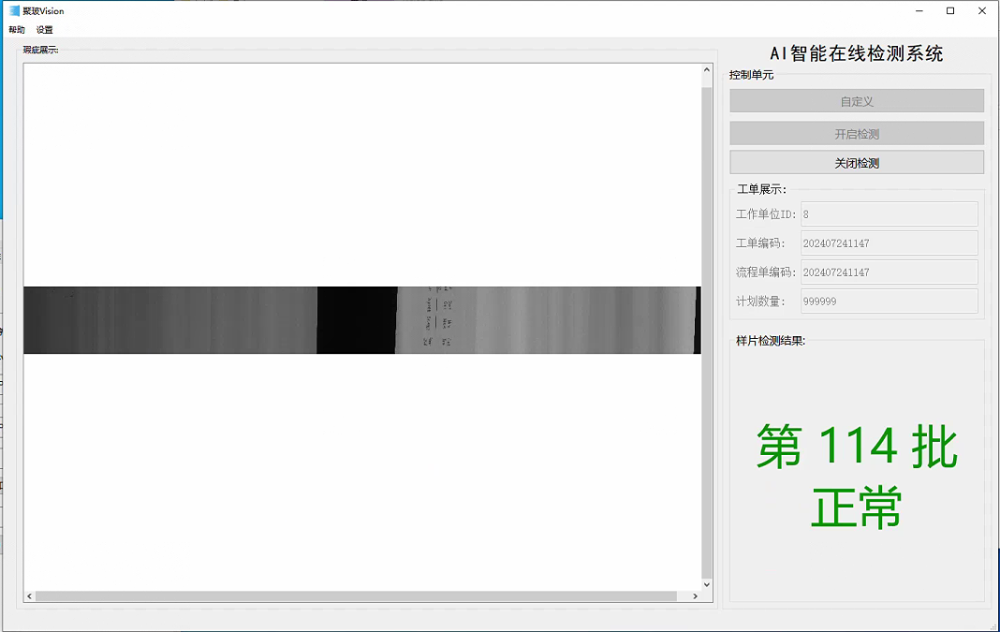 聚玻Vision
帮助 设置
瑕疵展示:
AI智能在线检测系统
控制单元
自定义
开启检测
关闭检测
工单展示:
工作单位ID: 8
工单编码: 202407241147
流程单编码: 202407241147
计划数量: 999999
样片检测结果:
第 114 批
正常